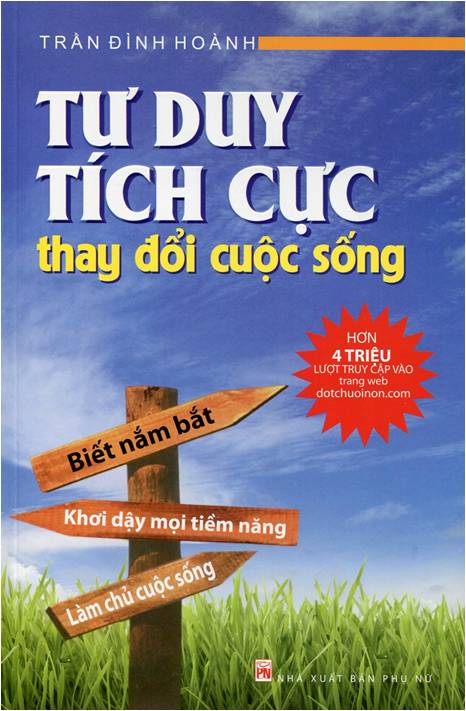 TRẦN ĐÌNH HOÀNH
TƯ DUY
TÍCH CỰC
thay đổi cuộc sống
HƠN
4 TRIỆU
LƯỢT TRUY CẬP VÀO
trang web
dotchuoinon.com
Biết nắm bắt
Khơi dậy mọi tiềm năng
Làm chủ cuộc sống
PN NHÀ XUẤT BẢN PHỤ NỮ